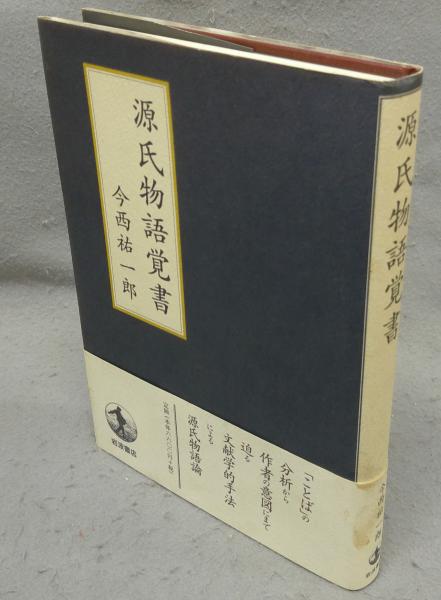 源氏物語覚書
今西祐一郎
源氏物語覚書
「ことば」の
分析から
作者の意図にまで
迫る
文献学的手法
による
源氏物語論
岩波書店